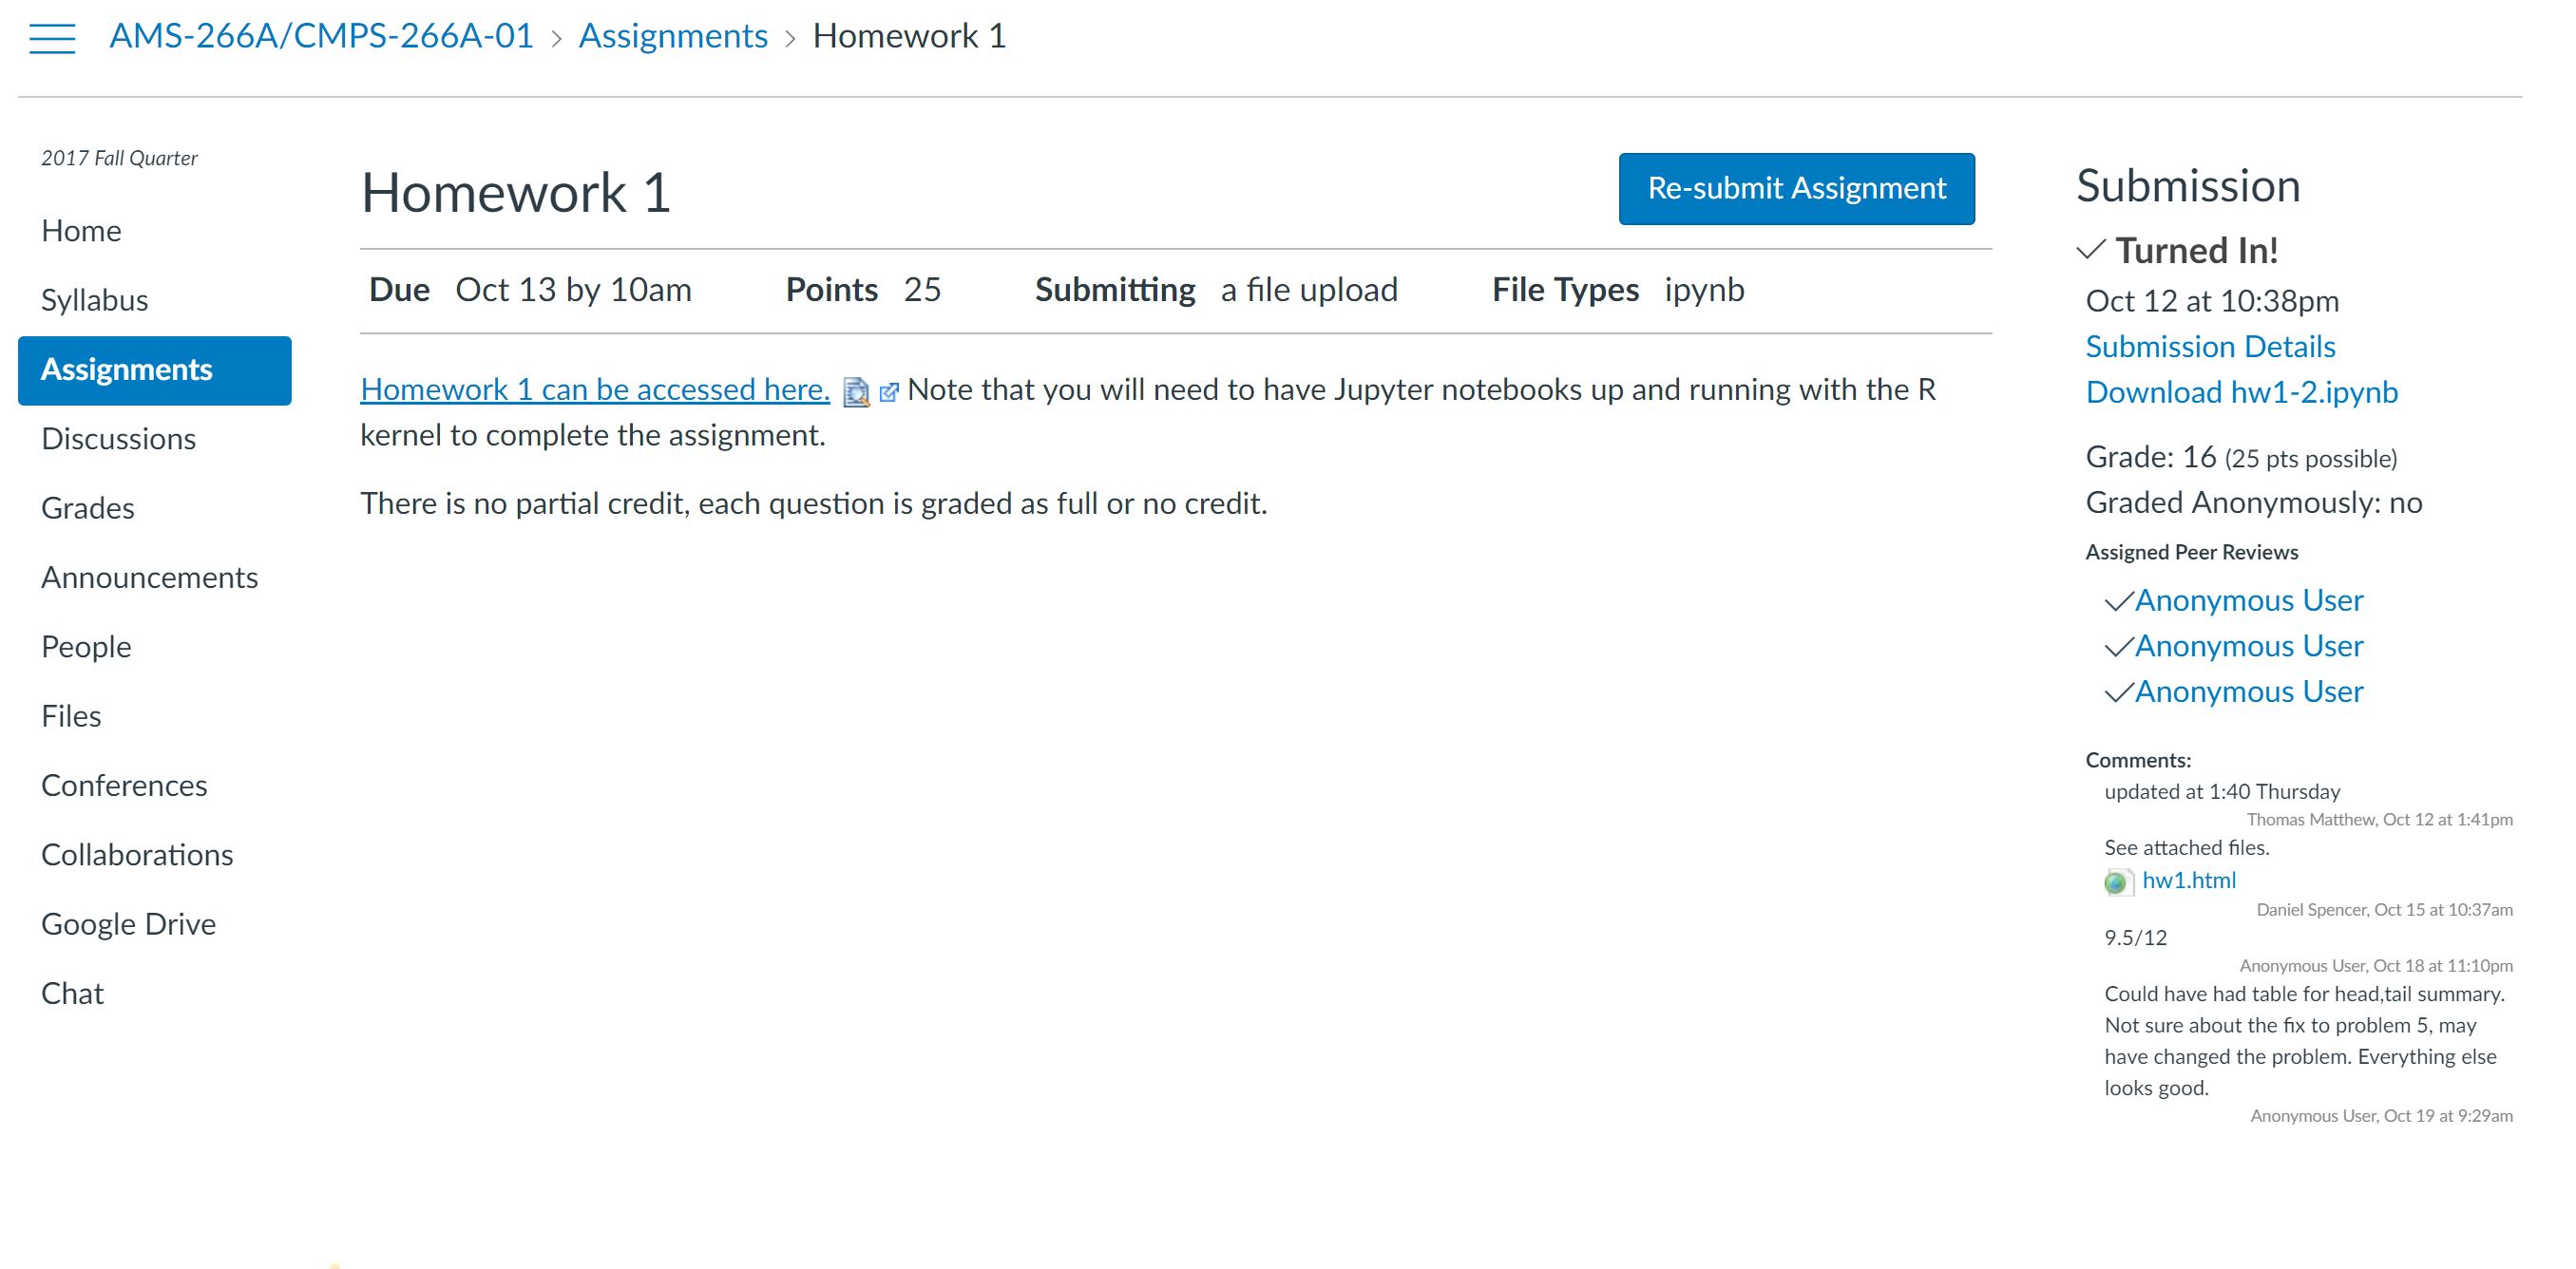 AMS-266A/CMPS-266A-01 > Assignments > Homework 1
2017 Fall Quarter
Home
Syllabus
Assignments
Discussions
Grades
Announcements
People
Files
Conferences
Collaborations
Google Drive
Chat
Homework 1
Re-submit Assignment
Due Oct 13 by 10am Points 25 Submitting a file upload File Types ipynb
Homework 1 can be accessed here. Note that you will need to have Jupyter notebooks up and running with the R
kernel to complete the assignment.
There is no partial credit, each question is graded as full or no credit.
Submission
Turned In!
Oct 12 at 10:38pm
Submission Details
Download hw1-2.ipynb
Grade: 16 (25 pts possible)
Graded Anonymously: no
Assigned Peer Reviews
Anonymous User
Anonymous User
Anonymous User
Comments:
updated at 1:40 Thursday
Thomas Matthew, Oct 12 at 1:41pm
See attached files.
hw1.html
Daniel Spencer, Oct 15 at 10:37am
9.5/12
Anonymous User, Oct 18 at 11:10pm
Could have had table for head,tail summary.
Not sure about the fix to problem 5, may
have changed the problem. Everything else
looks good.
Anonymous User, Oct 19 at 9:29am